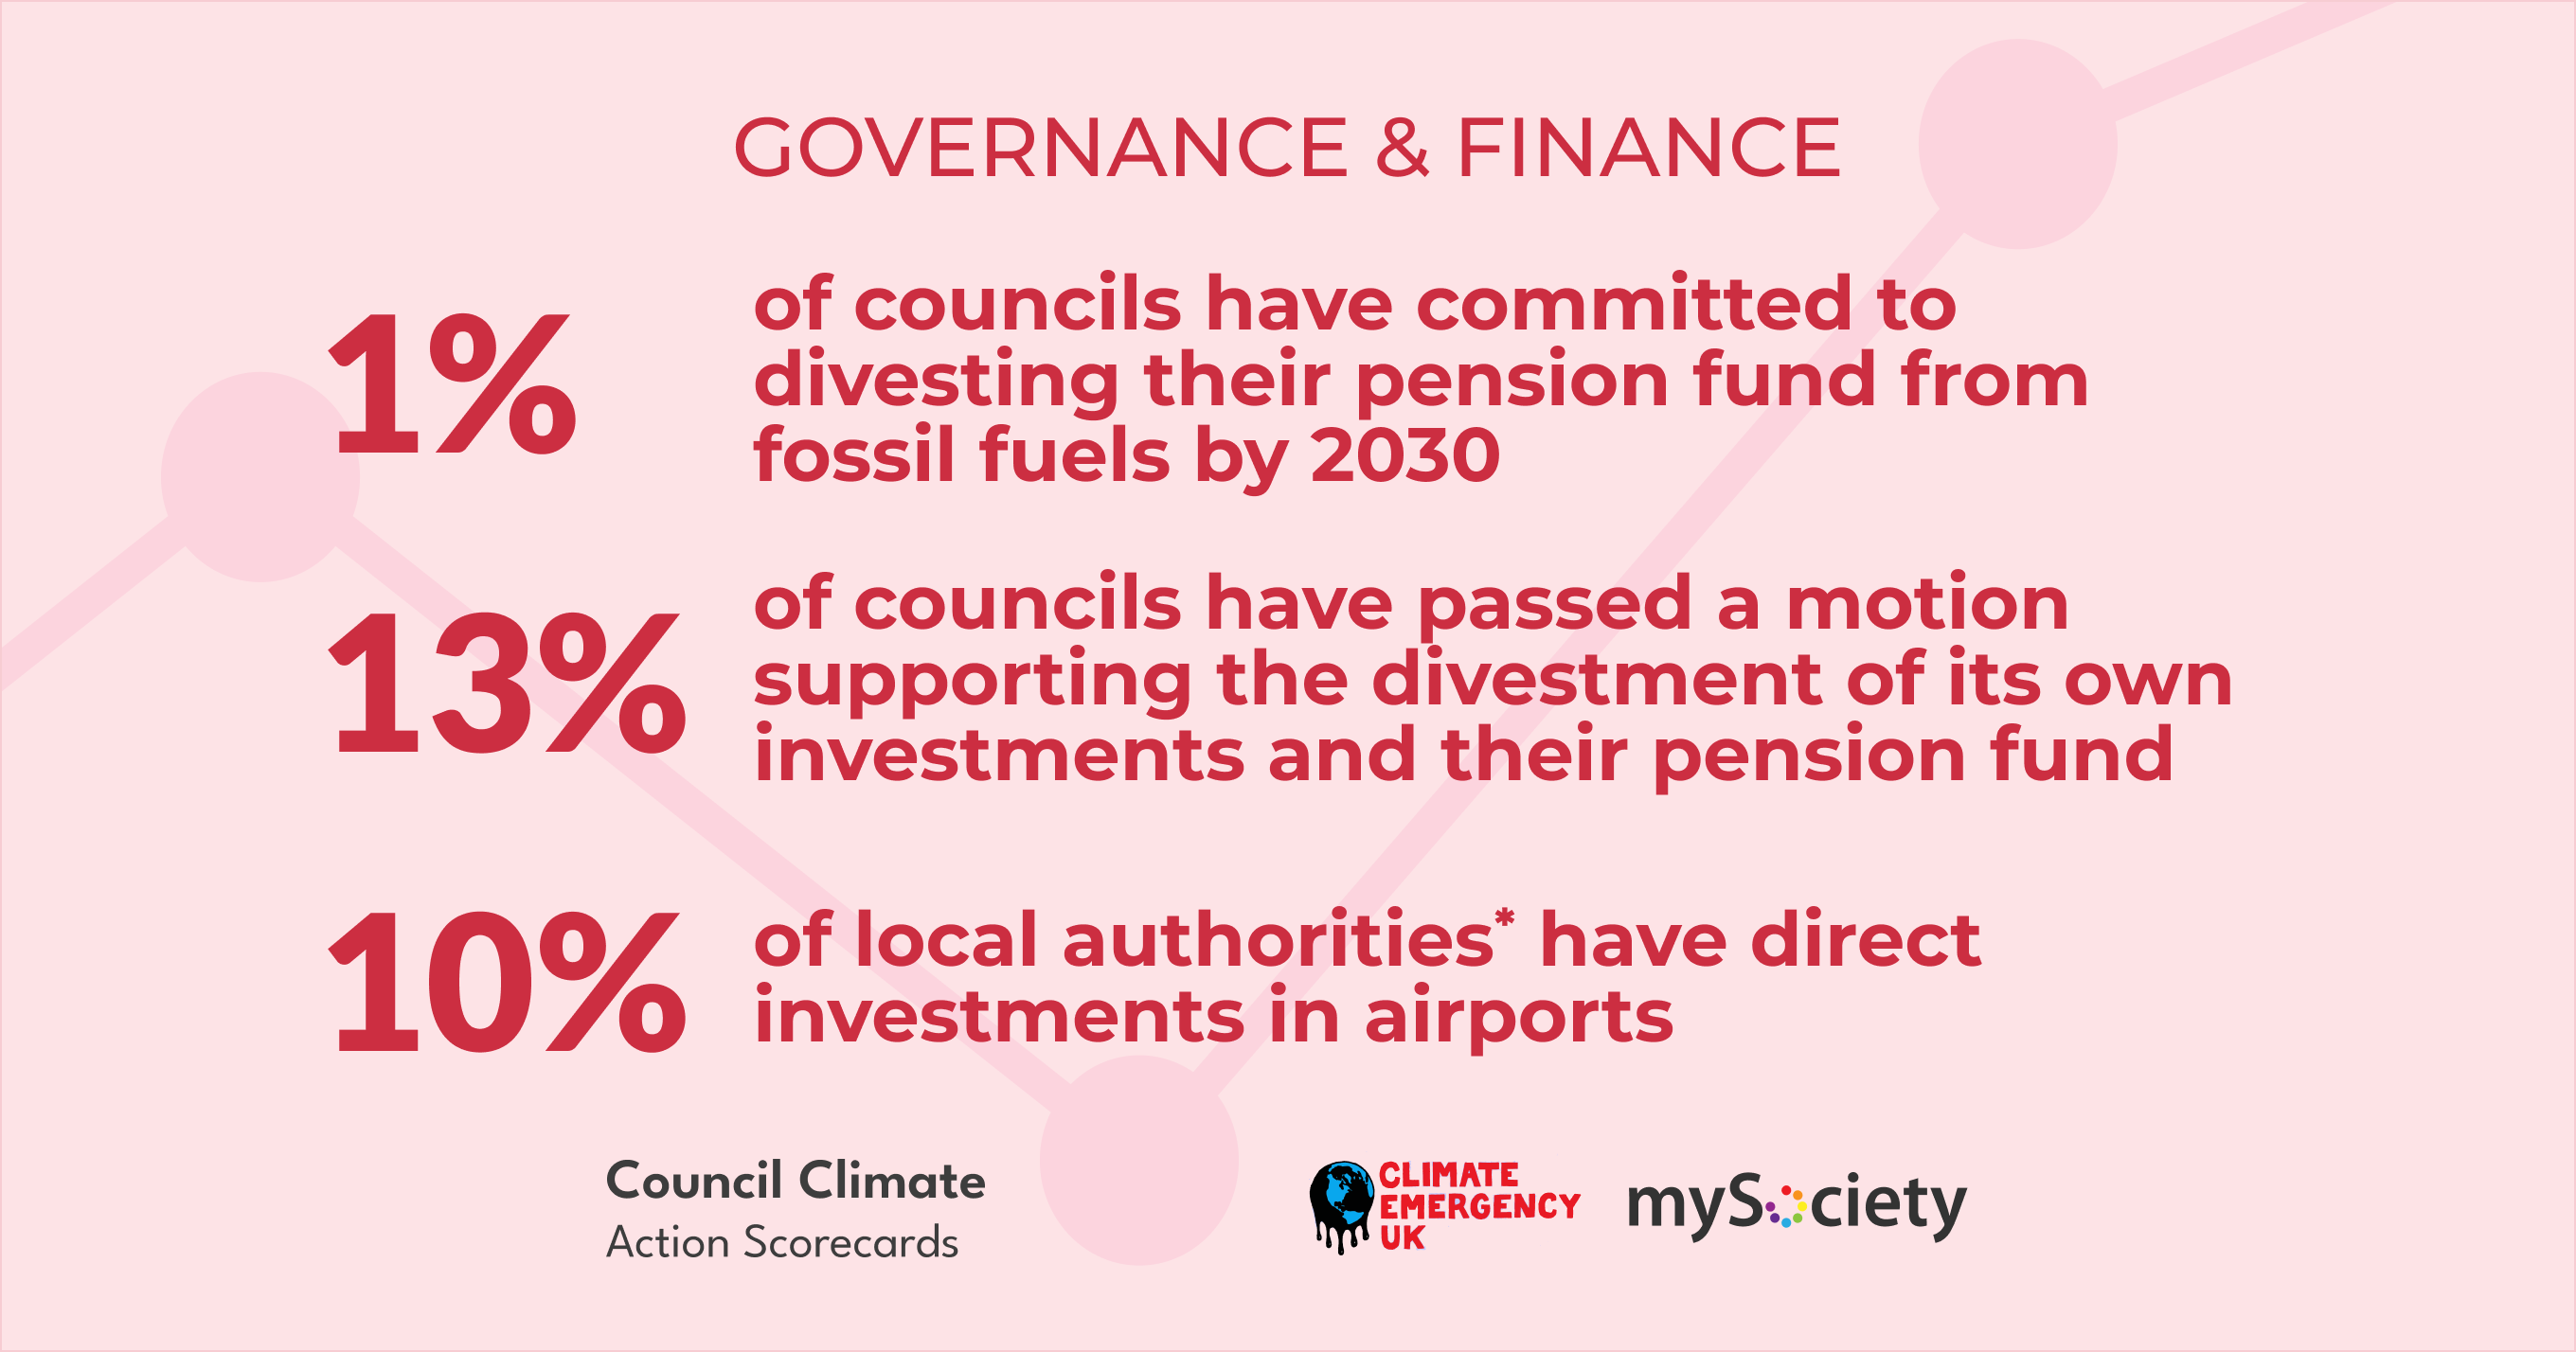 GOVERNANCE & FINANCE
1%
of councils have committed to
divesting their pension fund from
fossil fuels by 2030
13%
of councils have passed a motion
supporting the divestment of its own
investments and their pension fund
10%
of local authorities* have direct
investments in airports
Council Climate
Action Scorecards
CLIMATE
EMERGENCY
UK
mySociety